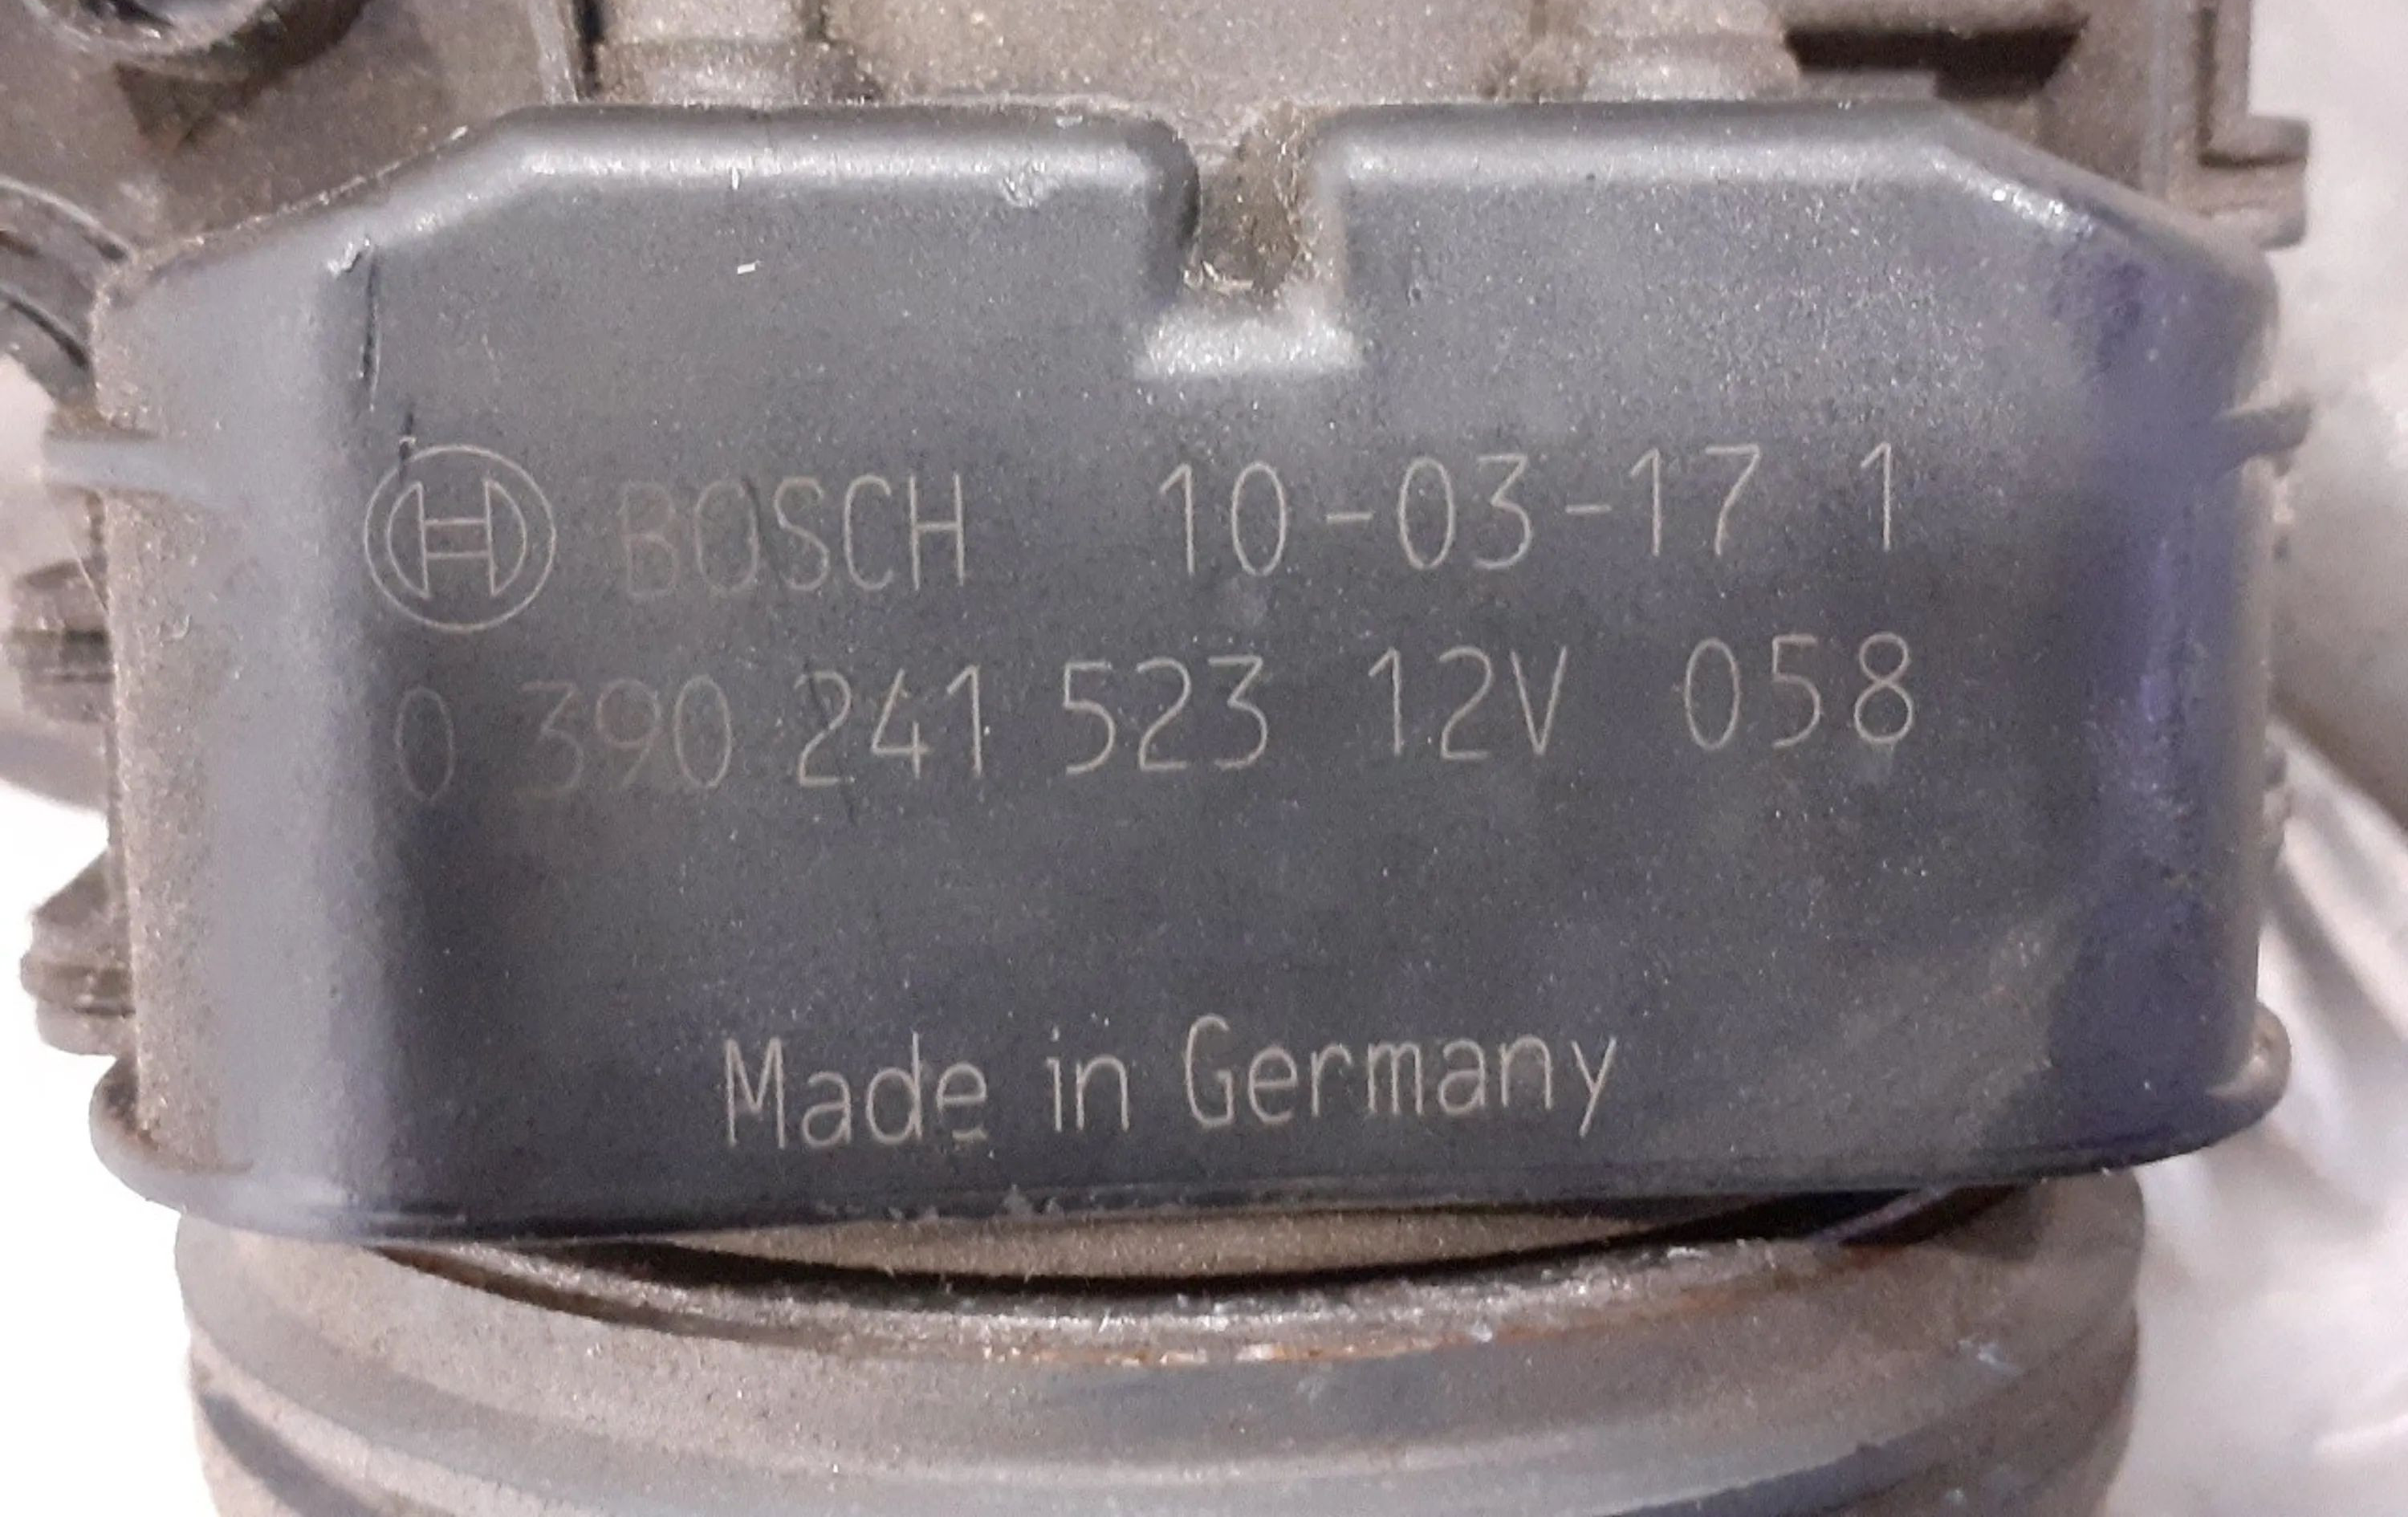 BOSCH 10-03-17 1
0 390 241 523 12V 058
Made in Germany